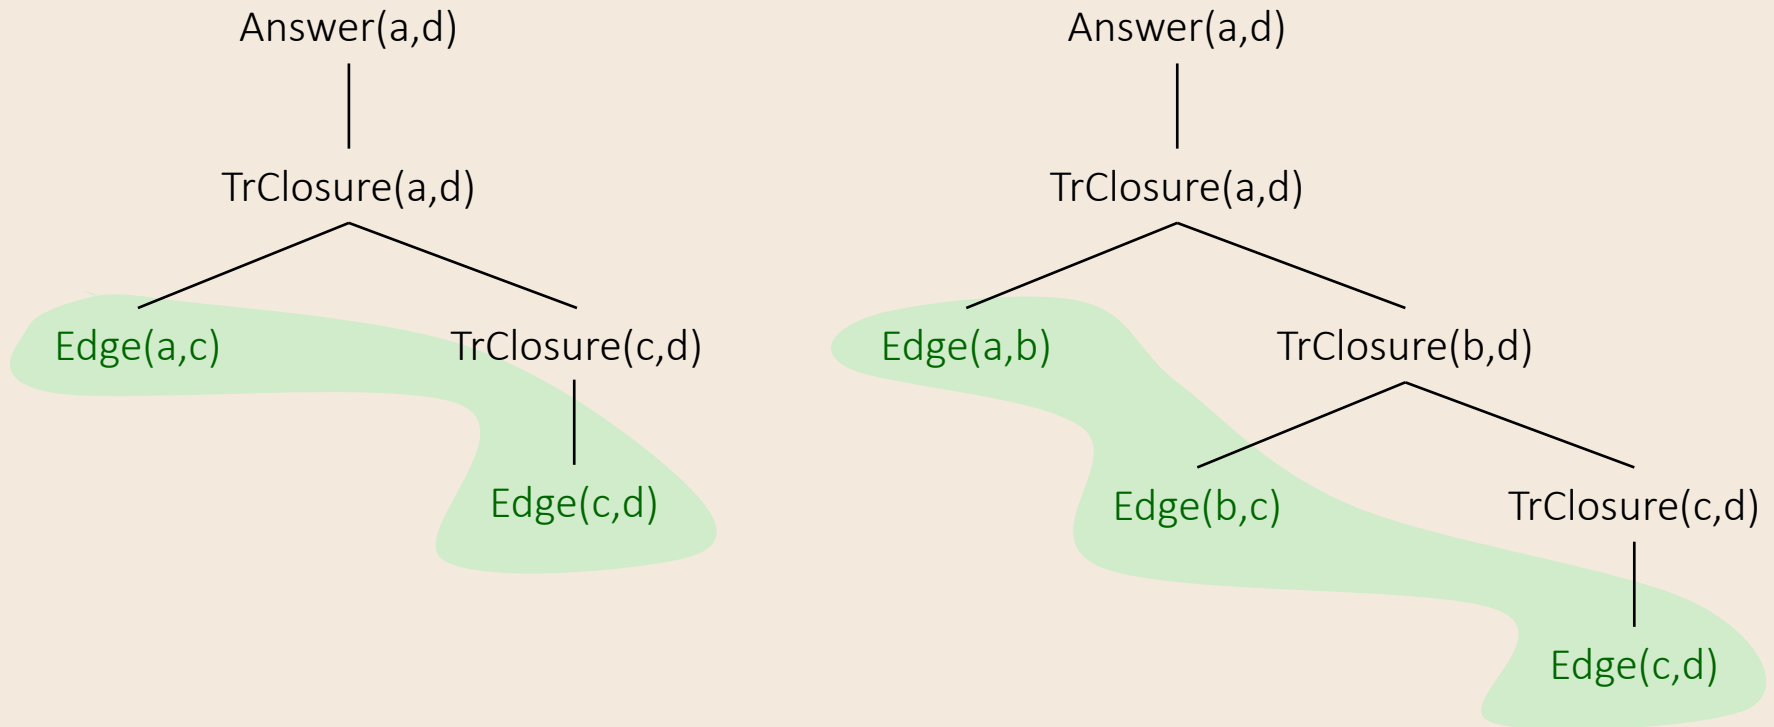 Answer(a,d)
TrClosure(a,d)
Edge(a,c)
TrClosure(c,d)
Edge(c,d)
Answer(a,d)
TrClosure(a,d)
Edge(a,b)
TrClosure(b,d)
Edge(b,c)
TrClosure(c,d)
Edge(c,d)